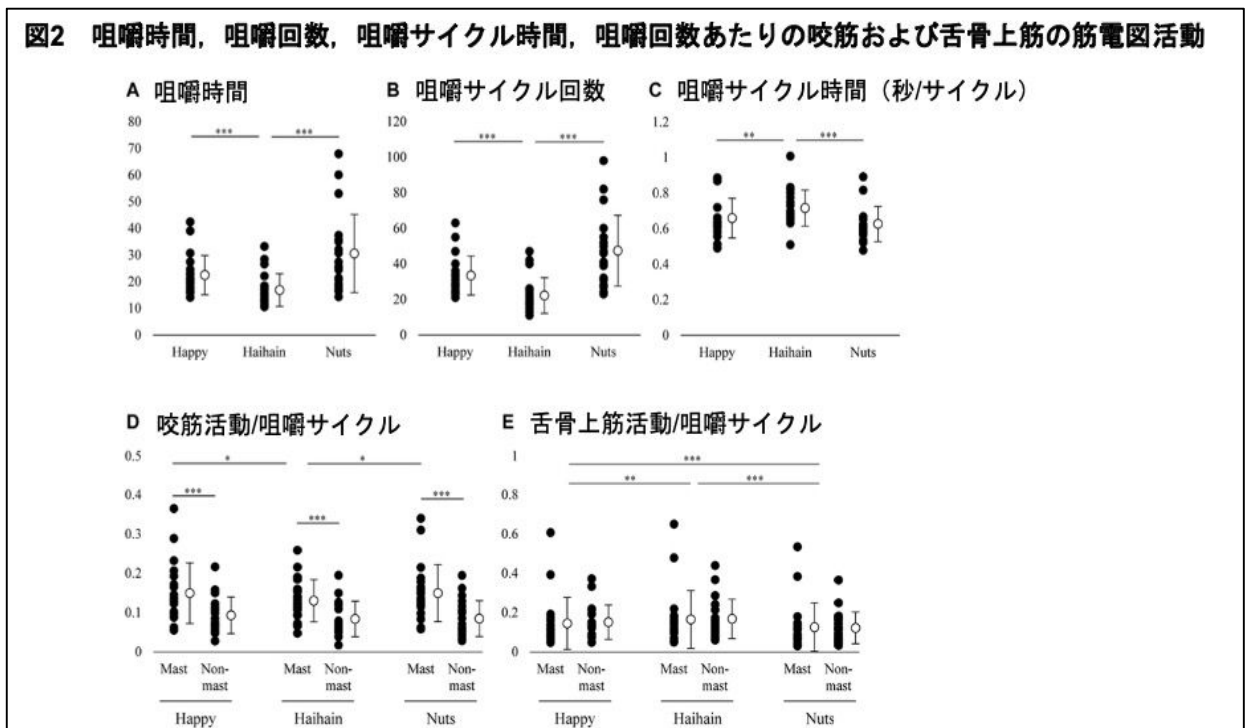 図2 咀嚼時間，咀嚼回数，咀嚼サイクル時間，咀嚼回数あたりの咬筋および舌骨上筋の筋電図活動
A 咀嚼時間
80
70
60
50
40
30
20
10
0
*** ***
Happy Haihain Nuts
B 咀嚼サイクル回数
120
100
80
60
40
20
0
*** ***
Happy Haihain Nuts
C 咀嚼サイクル時間（秒/サイクル）
1.2
1
0.8
0.6
0.4
0.2
0
** ***
Happy Haihain Nuts
D 咬筋活動/咀嚼サイクル
0.5
0.4
0.3
0.2
0.1
0
* *
*** *** ***
Mast Non-mast Mast Non-mast Mast Non-mast
Happy Haihain Nuts
E 舌骨上筋活動/咀嚼サイクル
1
0.8
0.6
0.4
0.2
0
***
** ***
Mast Non-mast Mast Non-mast Mast Non-mast
Happy Haihain Nuts